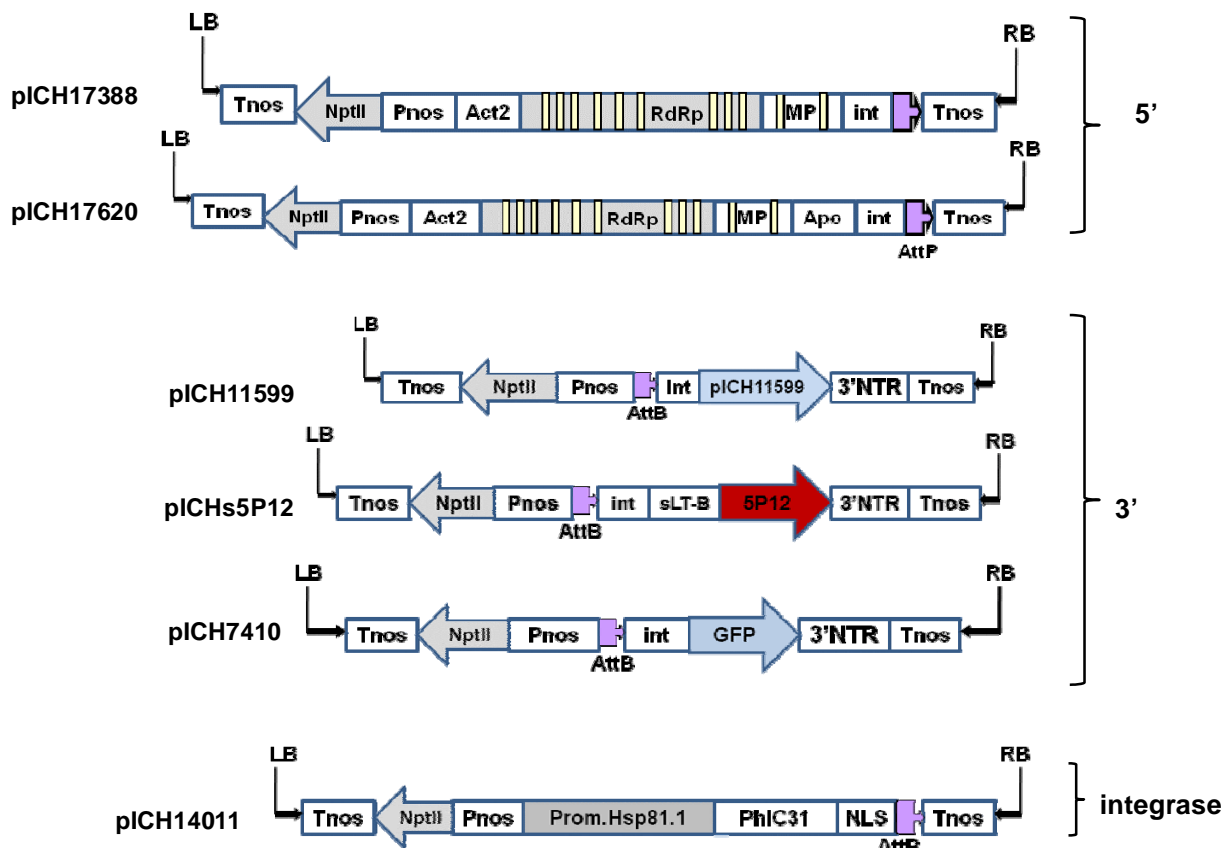 LB RB
pICH17388 Tnos NptII Pnos Act2 RdRp MP int Tnos 5’
LB RB
pICH17620 Tnos NptII Pnos Act2 RdRp MP Apo int Tnos
AttP
LB RB
pICH11599 Tnos NptII Pnos Int pICH11599 3’NTR Tnos
AttB
LB RB
pICHs5P12 Tnos NptII Pnos int sLT-B 5P12 3’NTR Tnos 3’
AttB
LB RB
pICH7410 Tnos NptII Pnos int GFP 3’NTR Tnos
AttB
LB RB
pICH14011 Tnos NptII Pnos Prom.Hsp81.1 PhIC31 NLS Tnos integrase